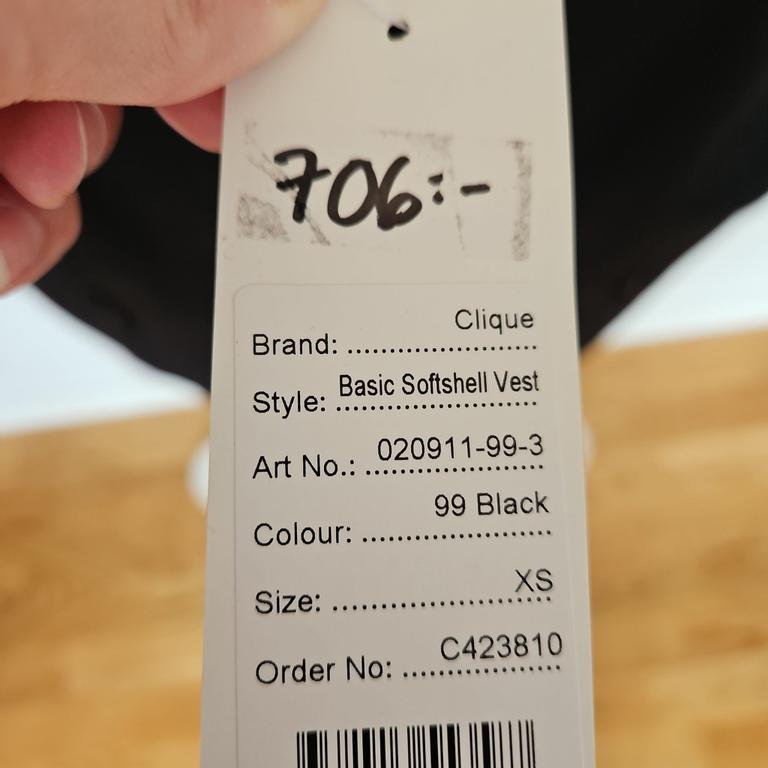 706:-
Brand: Clique
Style: Basic Softshell Vest
Art No.: 020911-99-3
Colour: 99 Black
Size: XS
Order No: C423810